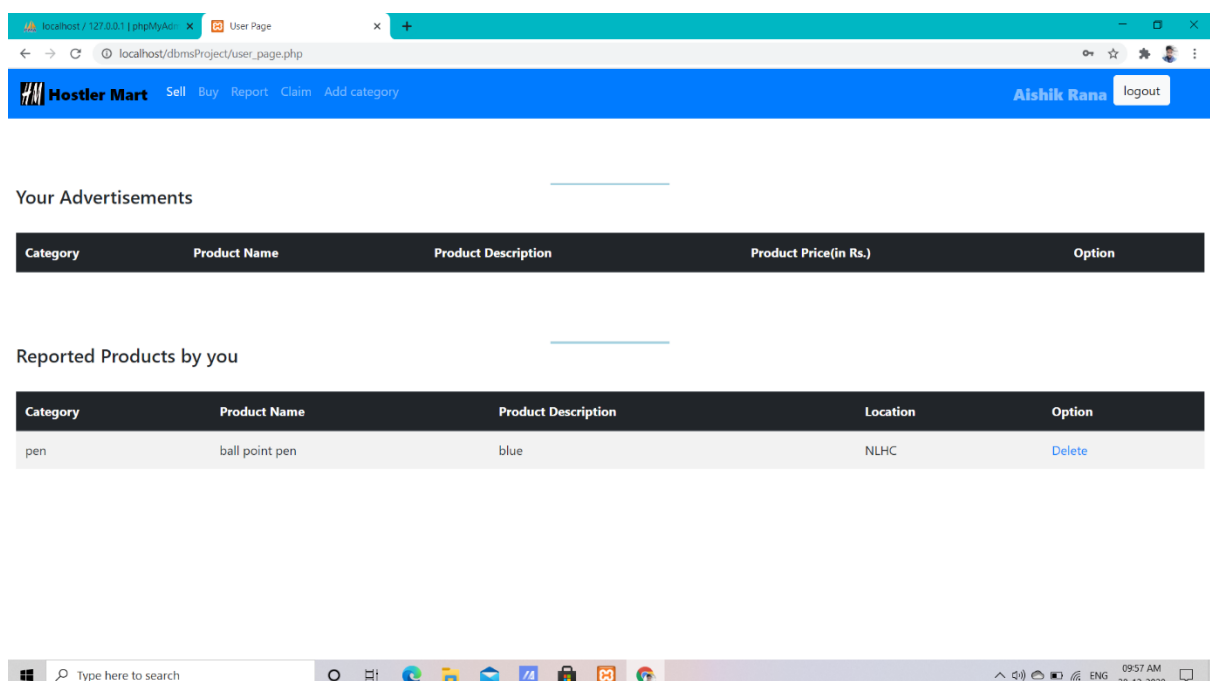 localhost / 127.0.0.1 | phpMyAdm User Page
localhost/dbmsProject/user_page.php
HM Hostler Mart Sell Buy Report Claim Add category Aishik Rana logout
Your Advertisements
Category Product Name Product Description Product Price(in Rs.) Option
Reported Products by you
Category Product Name Product Description Location Option
pen ball point pen blue NLHC Delete
Type here to search ENG 09:57 AM